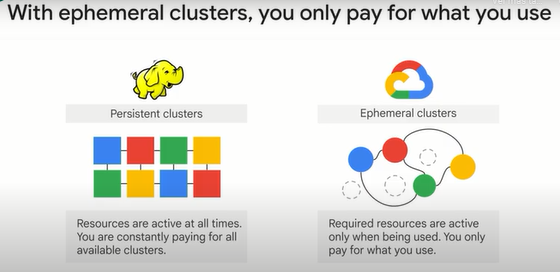 With ephemeral clusters, you only pay for what you use
Persistent clusters
Ephemeral clusters
Resources are active at all times.
You are constantly paying for all
available clusters.
Required resources are active
only when being used. You only
pay for what you use.